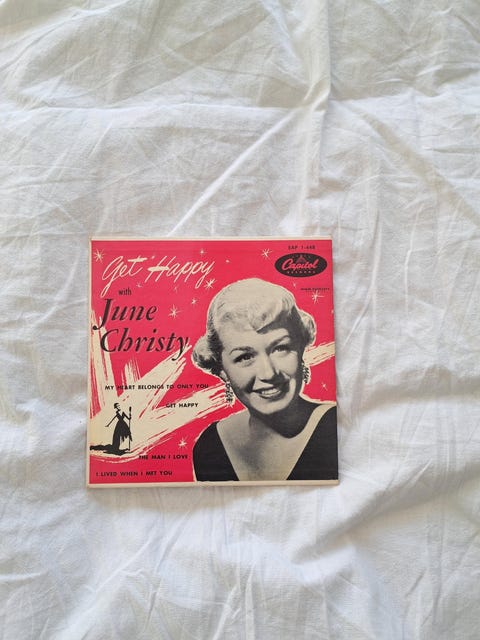 EAP 1-448
Get Happy
Capitol
RECORDS
with
June
Christy
MY HEART BELONGS TO ONLY YOU
GET HAPPY
THE MAN I LOVE
I LIVED WHEN I MET YOU